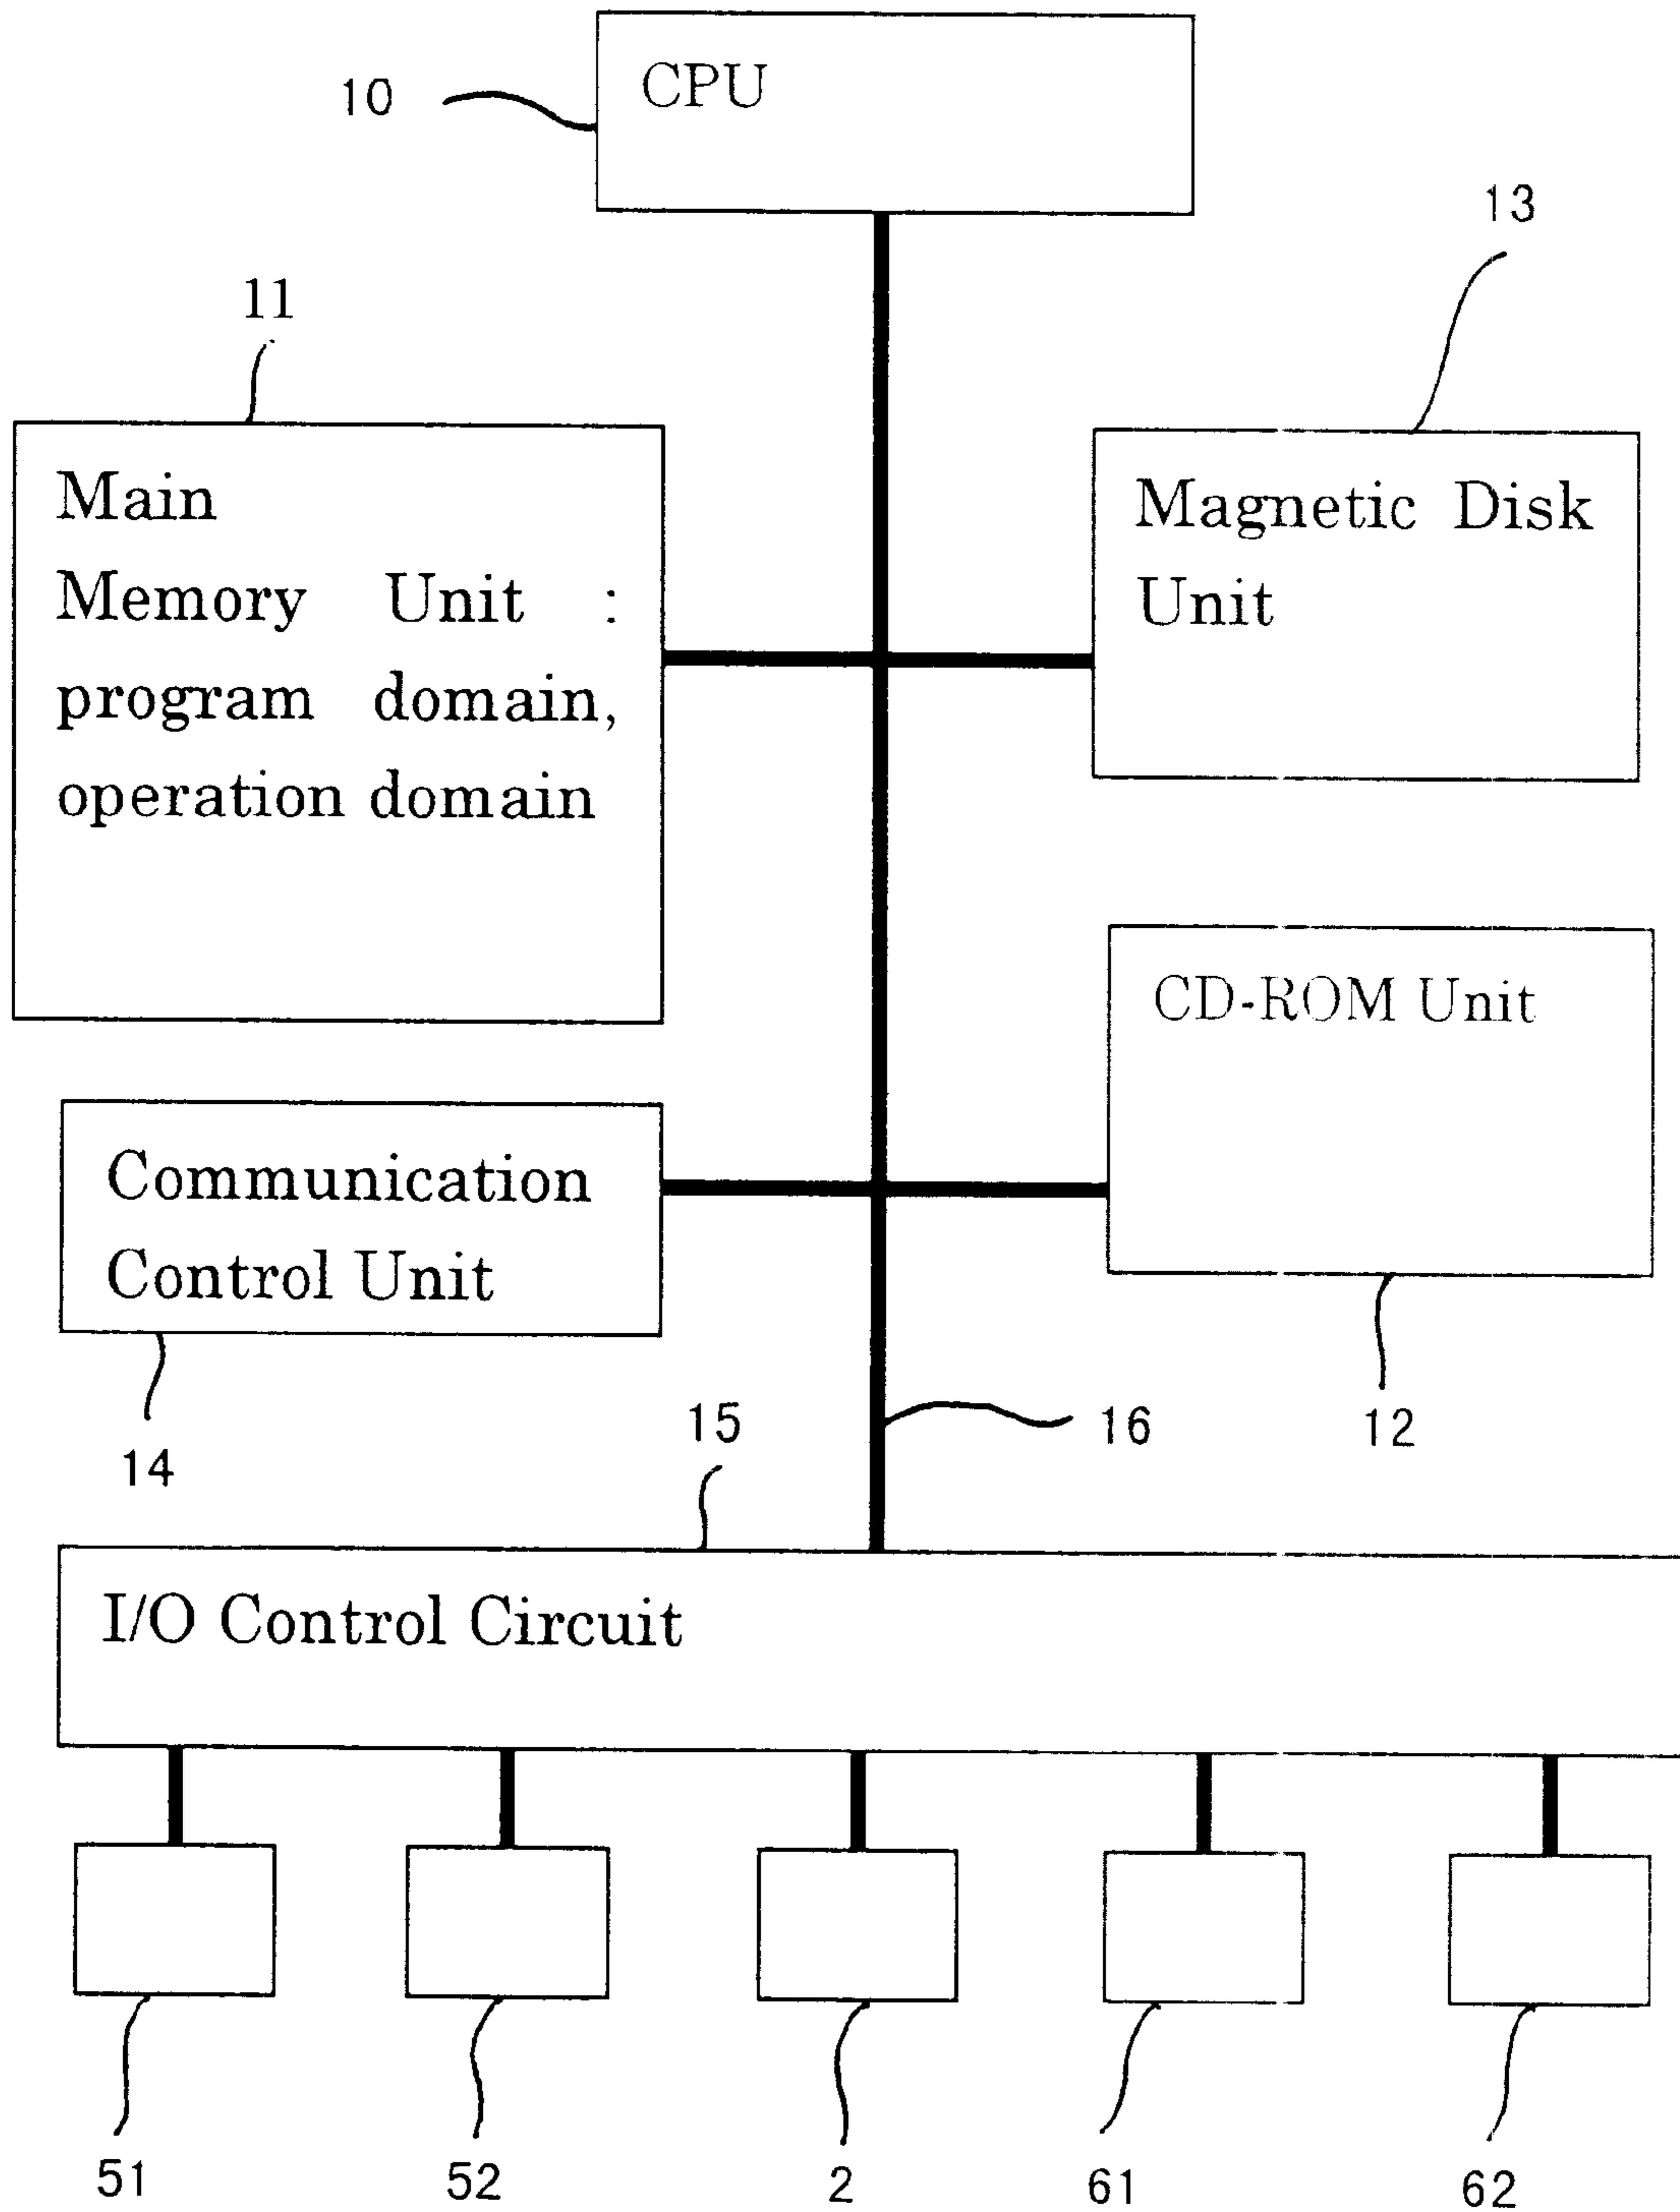 CPU
10
13
11
Main
Memory Unit :
program domain,
operation domain
Magnetic Disk
Unit
CD-ROM Unit
Communication
Control Unit
14
15
16
12
I/O Control Circuit
51
52
2
61
62